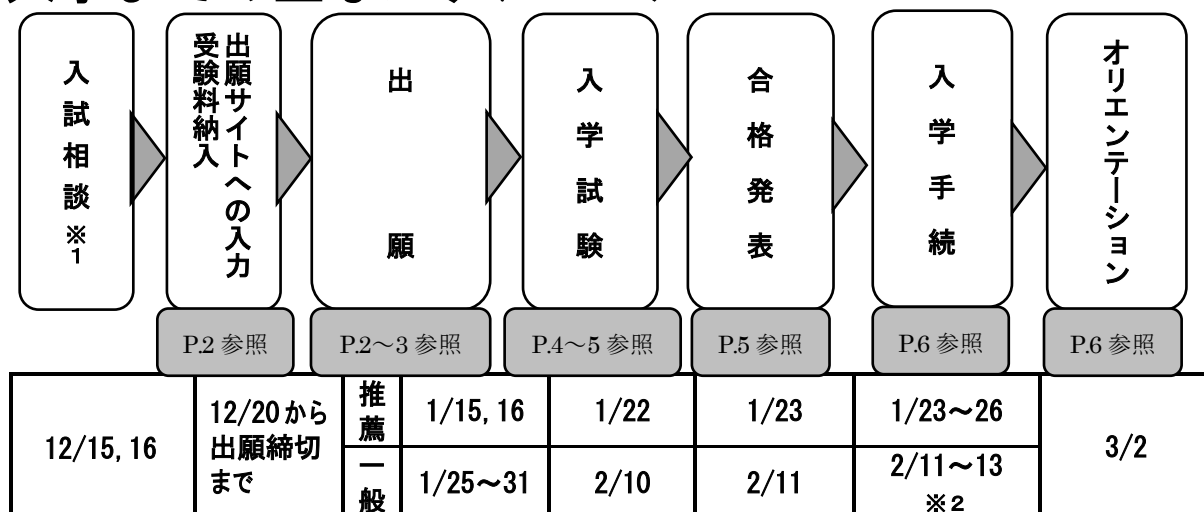 入試相談※1
出願サイトへの入力
受験料納入
出願
入学試験
合格発表
入学手続
オリエンテーション
P.2 参照
P.2～3 参照
P.4～5 参照
P.5 参照
P.6 参照
P.6 参照
12/15, 16
12/20から
出願締切
まで
推薦
1/15, 16
1/22
1/23
1/23～26
3/2
一般
1/25～31
2/10
2/11
2/11～13
※2